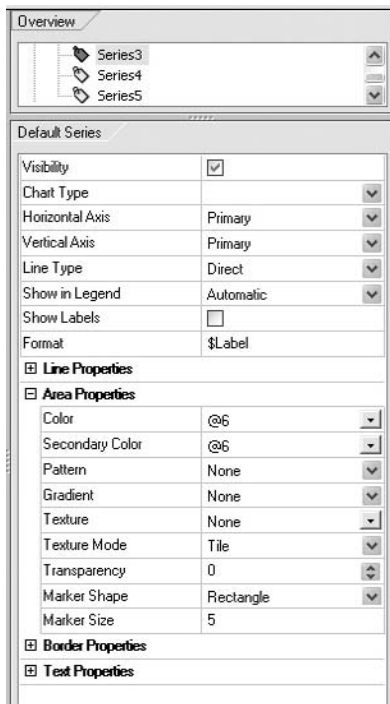 Overview
Series3
Series4
Series5
Default Series
Visibility
Chart Type
Horizontal Axis Primary
Vertical Axis Primary
Line Type Direct
Show in Legend Automatic
Show Labels
Format $Label
Line Properties
Area Properties
Color @6
Secondary Color @6
Pattern None
Gradient None
Texture None
Texture Mode Tile
Transparency 0
Marker Shape Rectangle
Marker Size 5
Border Properties
Text Properties